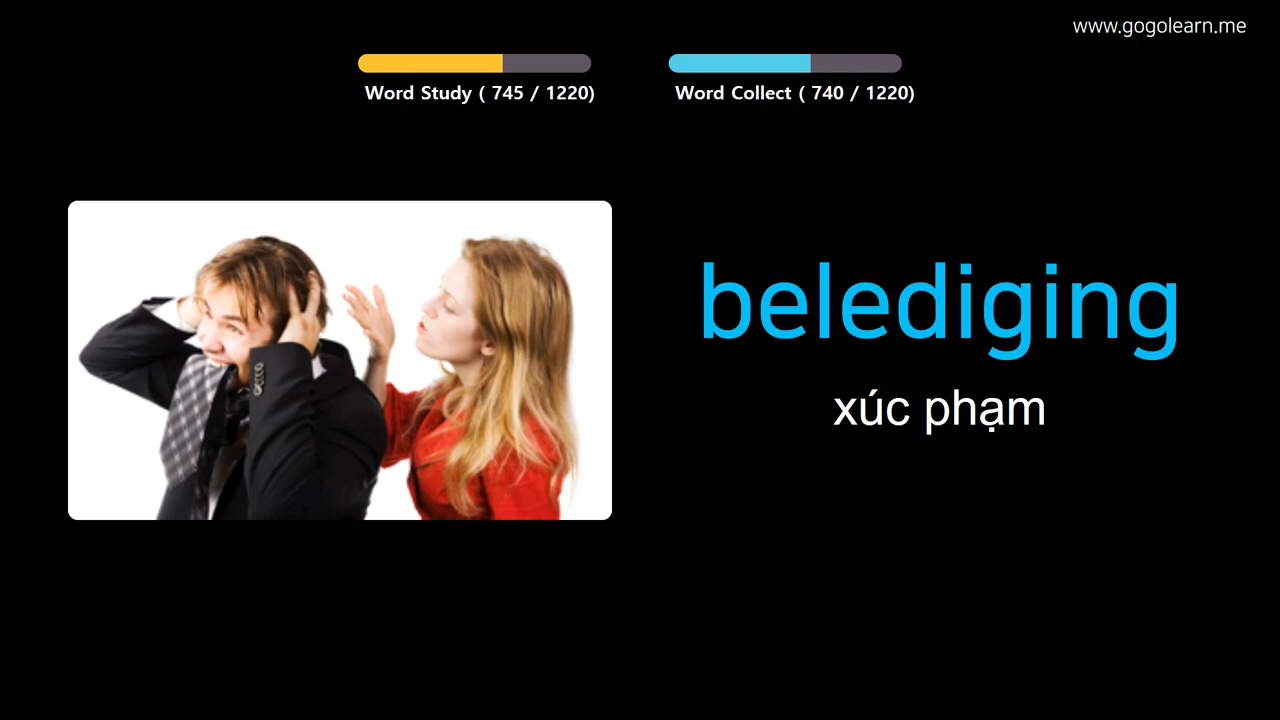 www.gogolearn.me
Word Study ( 745 / 1220)
Word Collect ( 740 / 1220)
belediging
xúc phạm